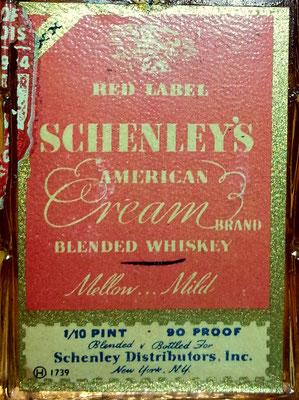 RED LABEL
SCHENLEY'S
AMERICAN
Cream
BRAND
BLENDED WHISKEY
Mellow... Mild
1/10 PINT · 90 PROOF
Blended & Bottled For
Schenley Distributors, Inc.
New York, N.Y.
H 1739